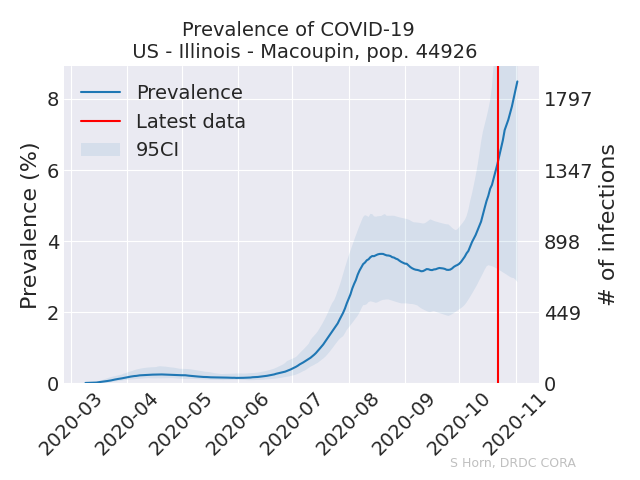 Prevalence of COVID-19
US - Illinois - Macoupin, pop. 44926
Prevalence
Latest data
95CI
Prevalence (%)
8
6
4
2
0
1797
1347
898
449
0
# of infections
2020-03
2020-04
2020-05
2020-06
2020-07
2020-08
2020-09
2020-10
2020-11
S Horn, DRDC CORA